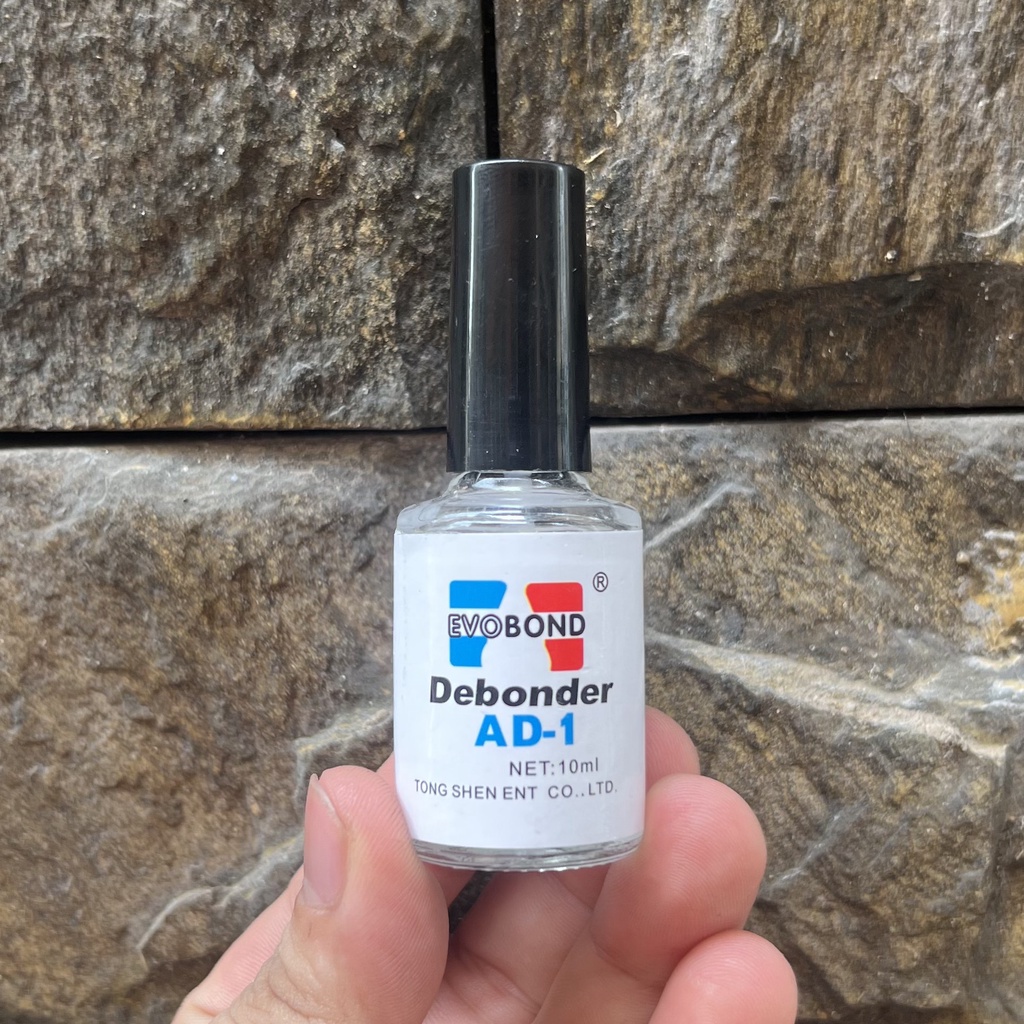 EVOBOND ®
Debonder
AD-1
NET:10ml
TONG SHEN ENT CO..LTD.